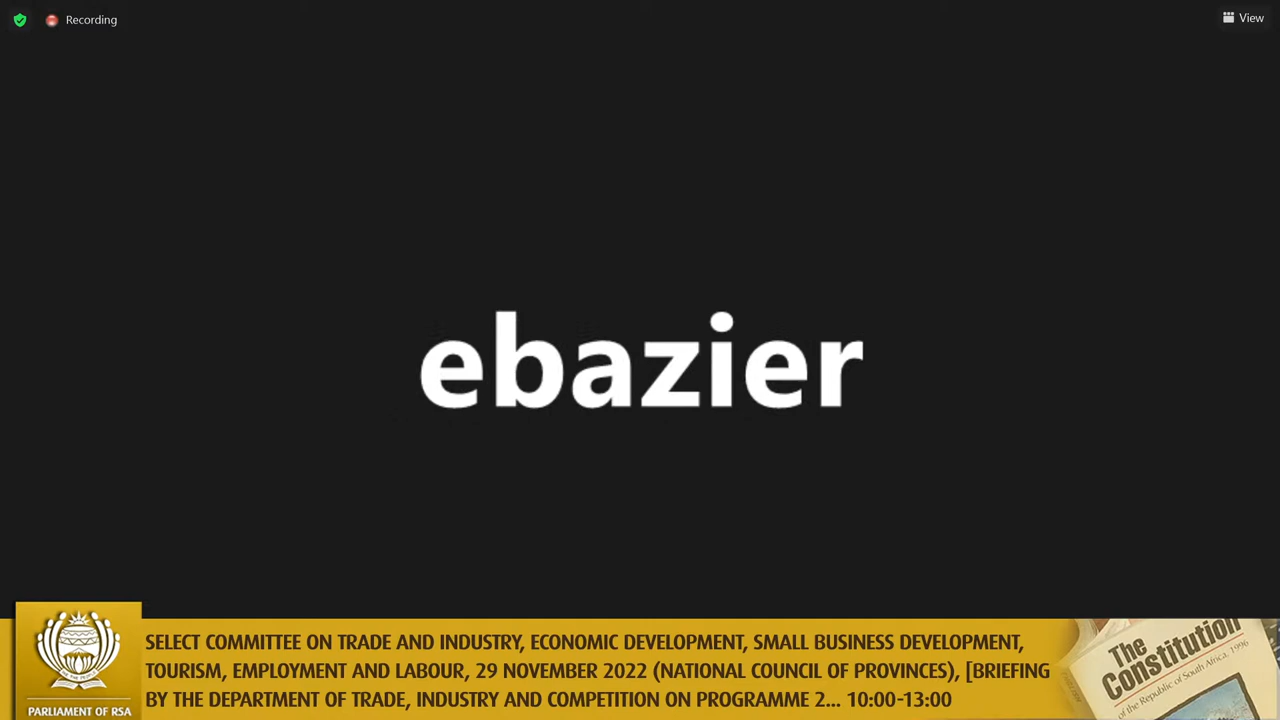 Recording
View
ebazier
SELECT COMMITTEE ON TRADE AND INDUSTRY, ECONOMIC DEVELOPMENT, SMALL BUSINESS DEVELOPMENT,
TOURISM, EMPLOYMENT AND LABOUR, 29 NOVEMBER 2022 (NATIONAL COUNCIL OF PROVINCES), [BRIEFING
BY THE DEPARTMENT OF TRADE, INDUSTRY AND COMPETITION ON PROGRAMME 2... 10:00-13:00
PARLIAMENT OF RSA
The
Constitution
of the Republic of South Africa, 1996